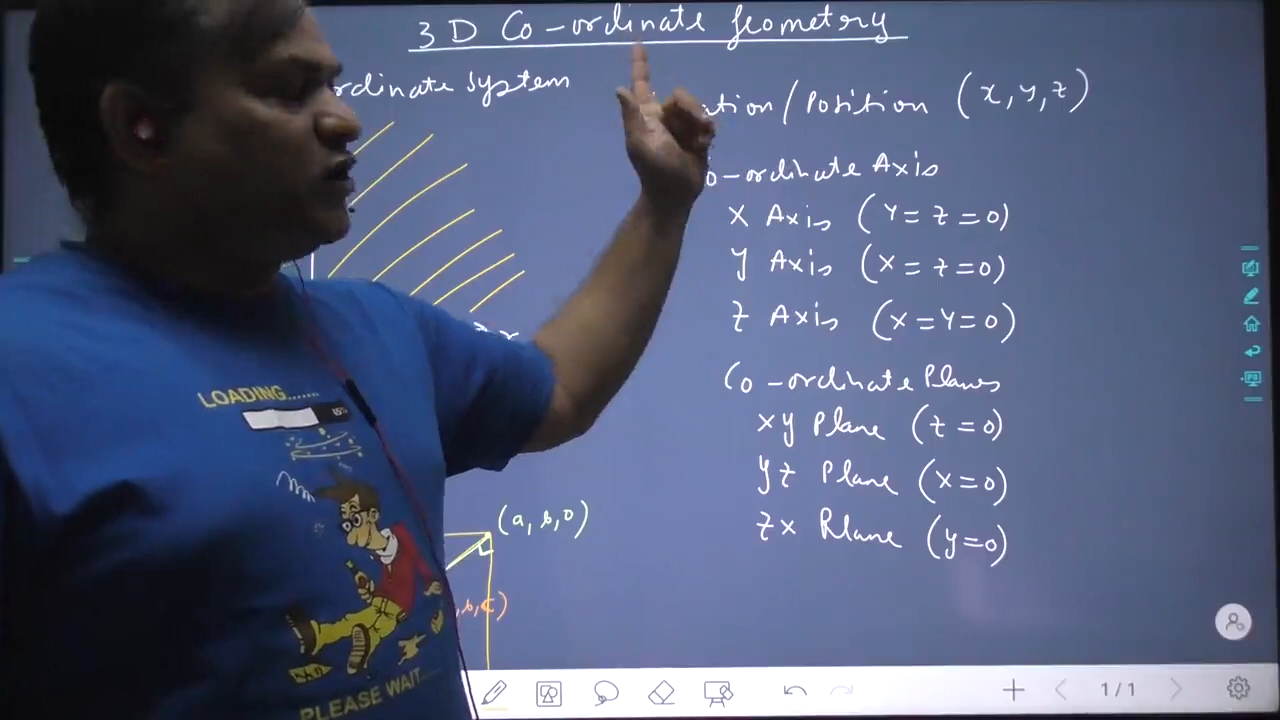 3D Co-ordinate Geometry
rdinate System
ation/Position (x, y, z)
o-ordinate Axis
X Axis (Y = Z = 0)
Y Axis (X = Z = 0)
Z Axis (X = Y = 0)
Co-ordinate Planes
XY Plane (Z = 0)
YZ Plane (X = 0)
ZX Plane (Y = 0)
(a, b, 0)
, b, c)
LOADING.......
PLEASE WAIT.....
1/1